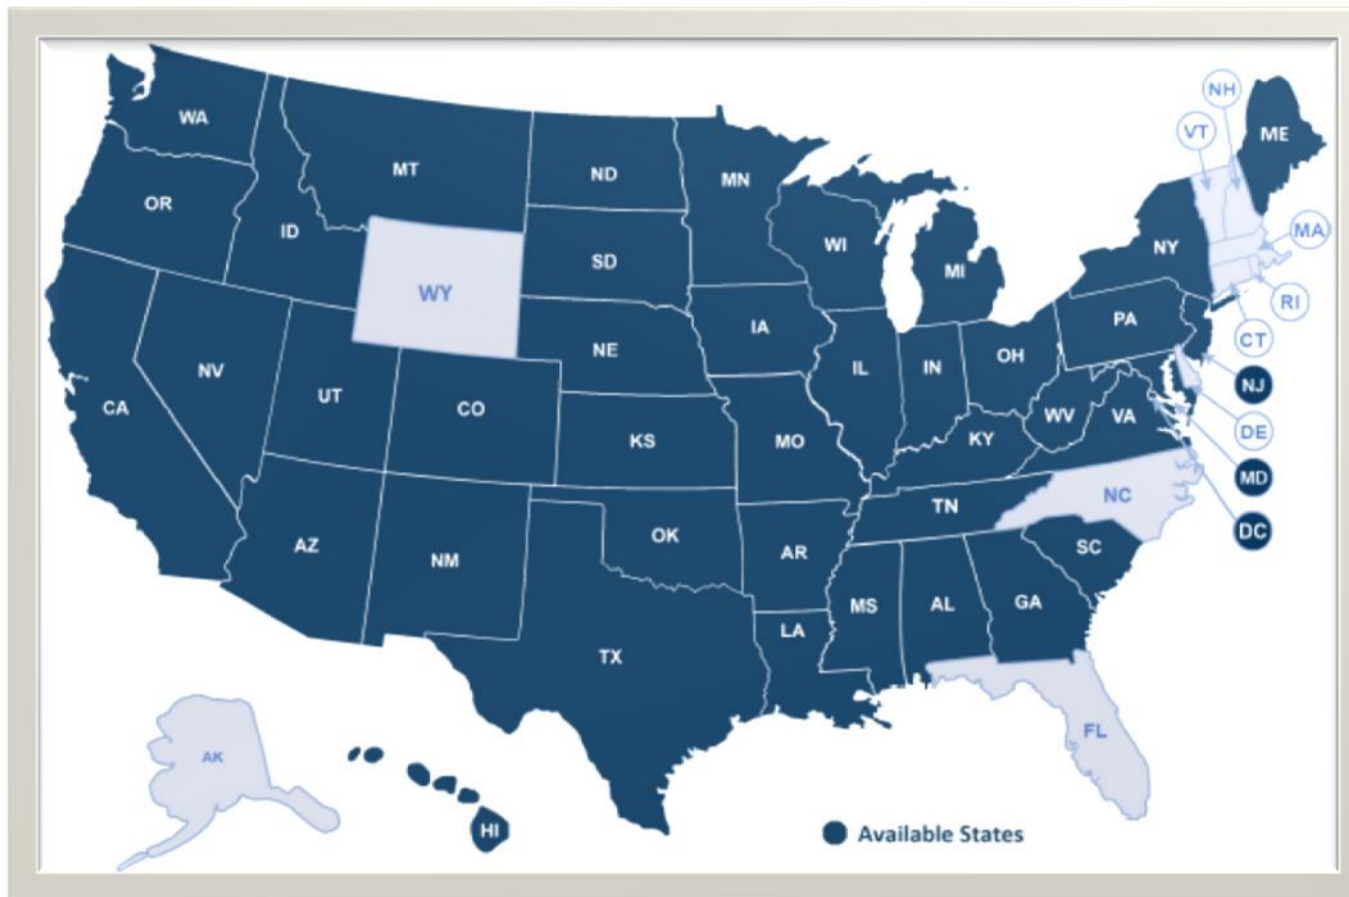 NH
VT
ME
WA
MT
ND
MN
OR
ID
WI
MA
NY
SD
MI
WY
RI
PA
IA
CT
NE
OH
NV
IL
IN
NJ
UT
CO
CA
WV
VA
DE
KS
MO
KY
MD
NC
TN
DC
OK
AZ
AR
SC
NM
MS
AL
GA
LA
TX
FL
AK
HI
Available States